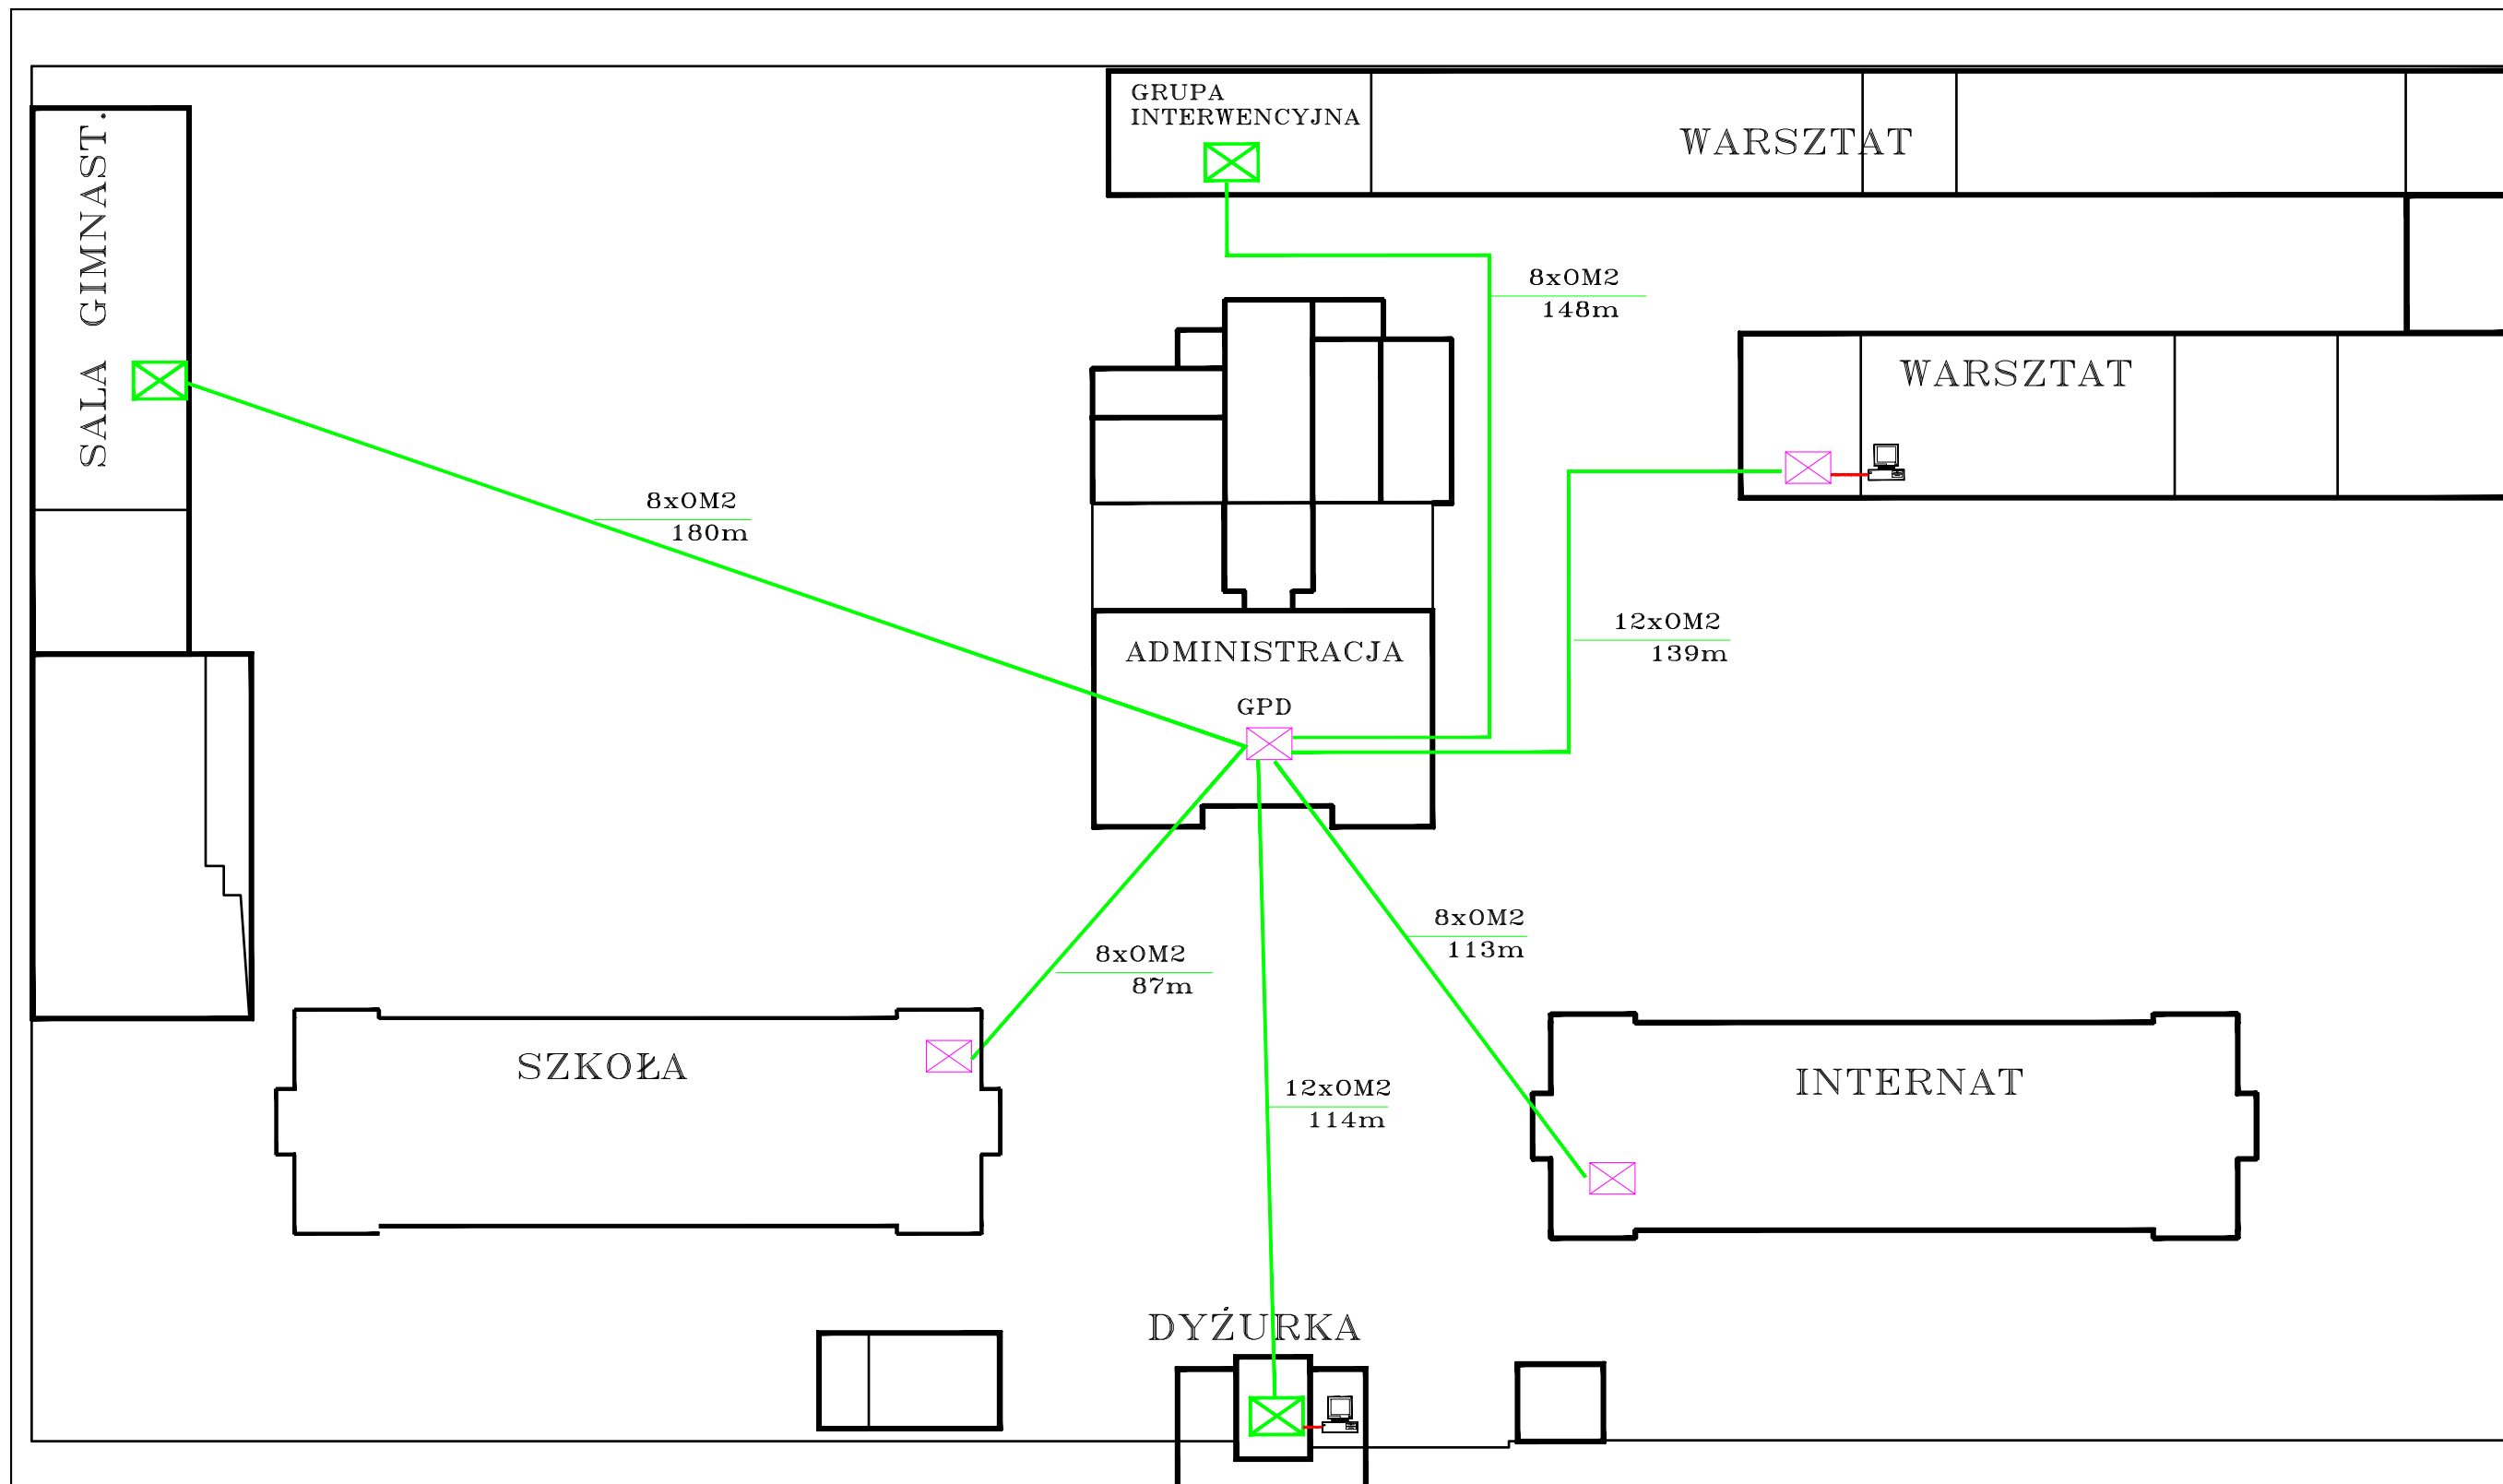 GRUPA
INTERWENCYJNA
WARSZTAT
SALA GIMNAST.
8xOM2
148m
WARSZTAT
8xOM2
180m
12xOM2
139m
ADMINISTRACJA
GPD
8xOM2
113m
8xOM2
87m
SZKOŁA
INTERNAT
12xOM2
114m
DYŻURKA